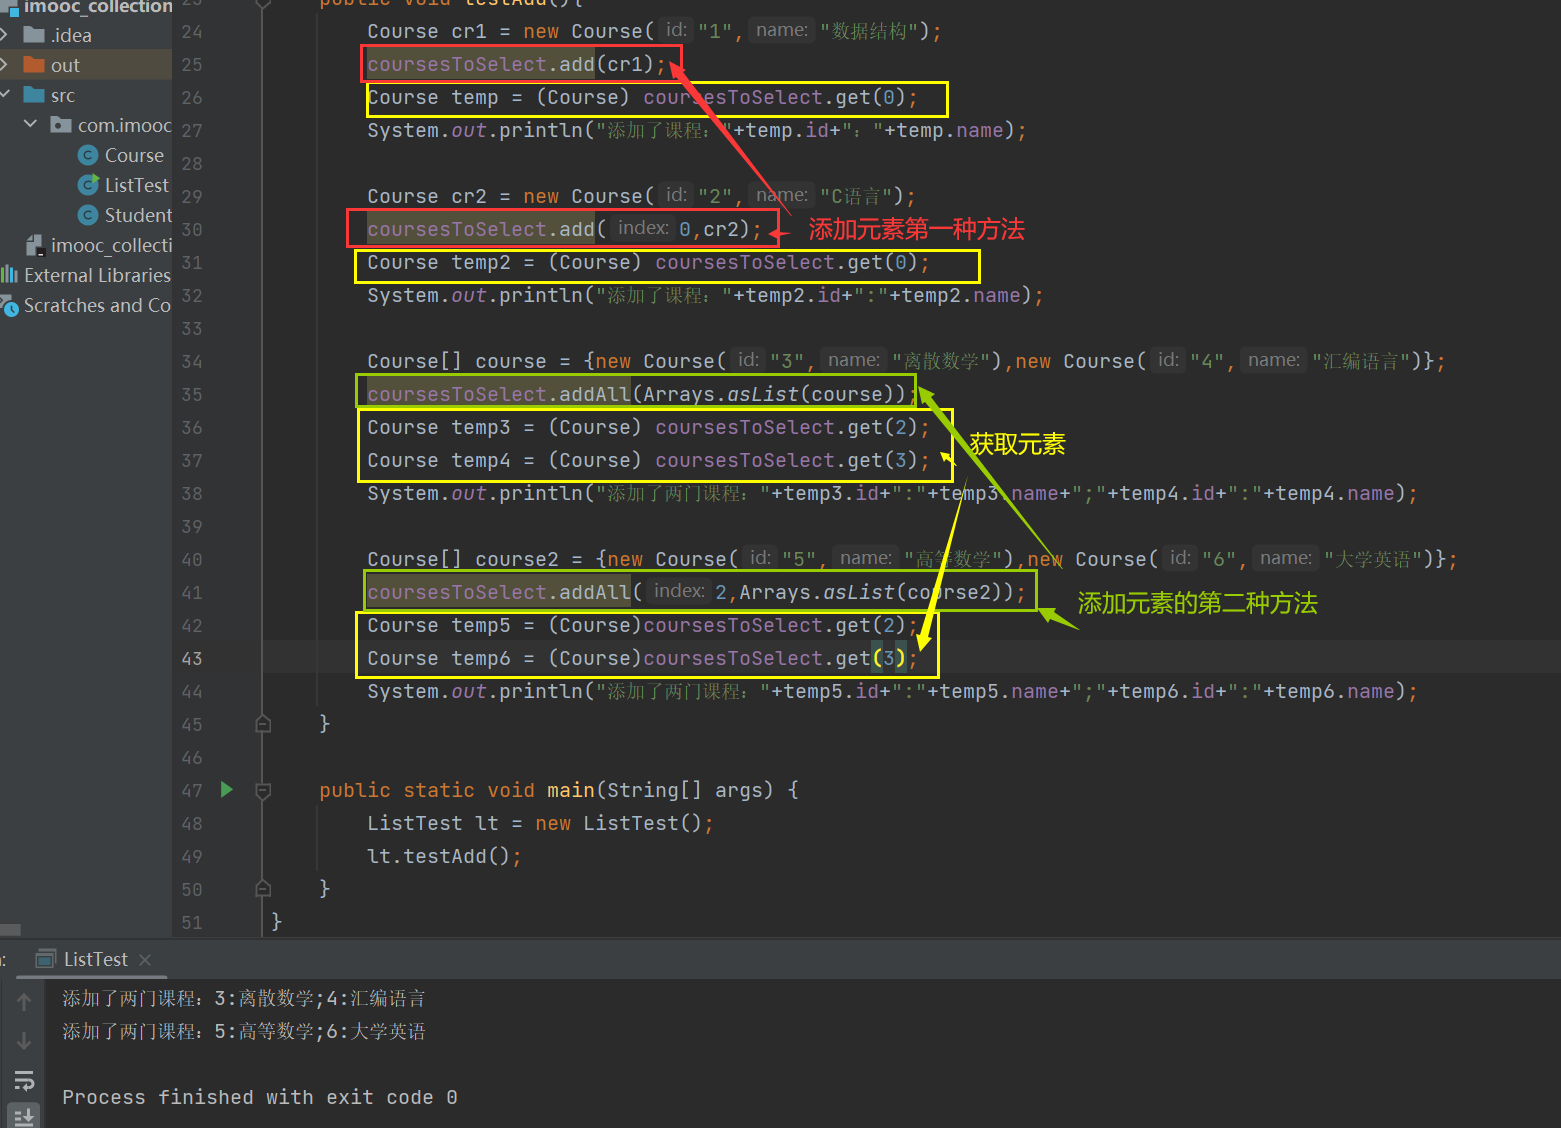 imooc_collection
.idea
out
src
com.imooc
Course
ListTest
Student
imooc_collecti
External Libraries
Scratches and Co
23 public void testAdd(){
24 Course cr1 = new Course( id: "1", name: "数据结构");
25 coursesToSelect.add(cr1);
26 Course temp = (Course) coursesToSelect.get(0);
27 System.out.println("添加了课程："+temp.id+"："+temp.name);
28
29 Course cr2 = new Course( id: "2", name: "C语言");
30 coursesToSelect.add( index: 0,cr2); 添加元素第一种方法
31 Course temp2 = (Course) coursesToSelect.get(0);
32 System.out.println("添加了课程："+temp2.id+":"+temp2.name);
33
34 Course[] course = {new Course( id: "3", name: "离散数学"),new Course( id: "4", name: "汇编语言")};
35 coursesToSelect.addAll(Arrays.asList(course));
36 Course temp3 = (Course) coursesToSelect.get(2);
获取元素
37 Course temp4 = (Course) coursesToSelect.get(3);
38 System.out.println("添加了两门课程："+temp3.id+":"+temp3.name+";"+temp4.id+":"+temp4.name);
39
40 Course[] course2 = {new Course( id: "5", name: "高等数学"),new Course( id: "6", name: "大学英语")};
41 coursesToSelect.addAll( index: 2,Arrays.asList(course2));
添加元素的第二种方法
42 Course temp5 = (Course)coursesToSelect.get(2);
43 Course temp6 = (Course)coursesToSelect.get(3);
44 System.out.println("添加了两门课程："+temp5.id+":"+temp5.name+";"+temp6.id+":"+temp6.name);
45 }
46
47 public static void main(String[] args) {
48 ListTest lt = new ListTest();
49 lt.testAdd();
50 }
51 }
: ListTest
添加了两门课程：3:离散数学;4:汇编语言
添加了两门课程：5:高等数学;6:大学英语
Process finished with exit code 0